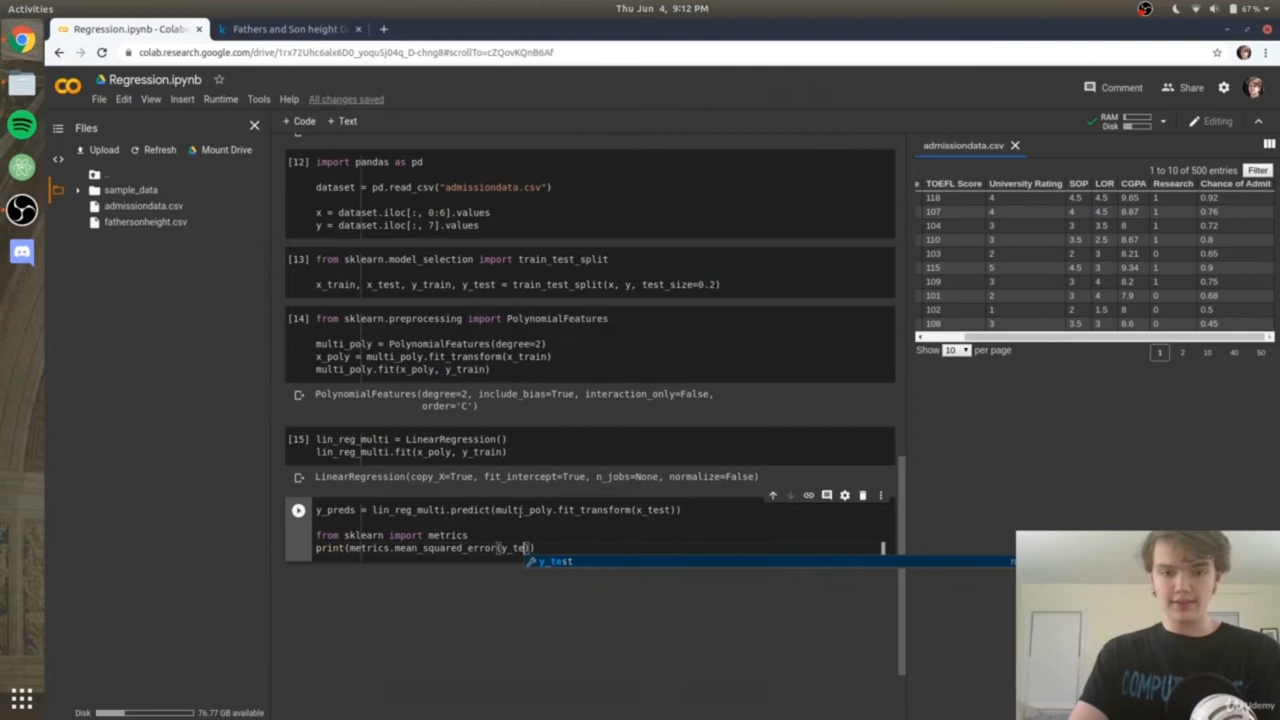 Activities
Thu Jun 4, 9:12 PM
67 %
Regression.ipynb - Colabo
Fathers and Son height D
colab.research.google.com/drive/1rx72Uhc6alx6D0_yoqu5j04q_D-chng8#scrollTo=cZQovKQnB6Af
Regression.ipynb
File Edit View Insert Runtime Tools Help All changes saved
Comment Share
+ Code + Text
RAM
Disk
Editing
Files
Upload Refresh Mount Drive
..
sample_data
admissiondata.csv
fathersonheight.csv
Disk 76.77 GB available
[12] import pandas as pd
dataset = pd.read_csv("admissiondata.csv")
x = dataset.iloc[:, 0:6].values
y = dataset.iloc[:, 7].values
[13] from sklearn.model_selection import train_test_split
x_train, x_test, y_train, y_test = train_test_split(x, y, test_size=0.2)
[14] from sklearn.preprocessing import PolynomialFeatures
multi_poly = PolynomialFeatures(degree=2)
x_poly = multi_poly.fit_transform(x_train)
multi_poly.fit(x_poly, y_train)
PolynomialFeatures(degree=2, include_bias=True, interaction_only=False,
order='C')
[15] lin_reg_multi = LinearRegression()
lin_reg_multi.fit(x_poly, y_train)
LinearRegression(copy_X=True, fit_intercept=True, n_jobs=None, normalize=False)
y_preds = lin_reg_multi.predict(multi_poly.fit_transform(x_test))
from sklearn import metrics
print(metrics.mean_squared_error(y_te))
y_test
admissiondata.csv
1 to 10 of 500 entries Filter
TOEFL Score University Rating SOP LOR CGPA Research Chance of Admit
118 4 4.5 4.5 9.65 1 0.92
107 4 4 4.5 8.87 1 0.76
104 3 3 3.5 8 1 0.72
110 3 3.5 2.5 8.67 1 0.8
103 2 2 3 8.21 0 0.65
115 5 4.5 3 9.34 1 0.9
109 3 3 4 8.2 1 0.75
101 2 3 4 7.9 0 0.68
102 1 2 1.5 8 0 0.5
108 3 3.5 3 8.6 0 0.45
Show 10 per page
1 2 10 40 50
COMPUT
Udemy